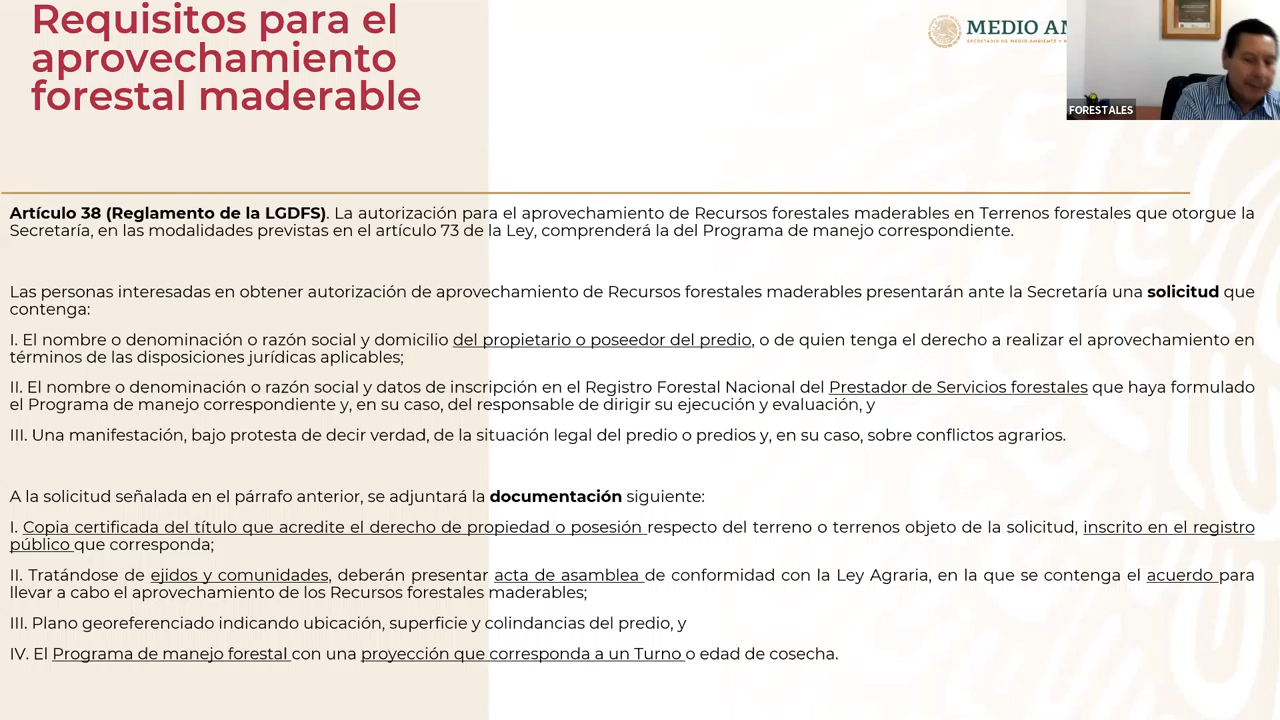 Requisitos para el
aprovechamiento
forestal maderable
MEDIO
FORESTALES
Artículo 38 (Reglamento de la LGDFS). La autorización para el aprovechamiento de Recursos forestales maderables en Terrenos forestales que otorgue la
Secretaría, en las modalidades previstas en el artículo 73 de la Ley, comprenderá la del Programa de manejo correspondiente.
Las personas interesadas en obtener autorización de aprovechamiento de Recursos forestales maderables presentarán ante la Secretaría una solicitud que
contenga:
I. El nombre o denominación o razón social y domicilio del propietario o poseedor del predio, o de quien tenga el derecho a realizar el aprovechamiento en
términos de las disposiciones jurídicas aplicables;
II. El nombre o denominación o razón social y datos de inscripción en el Registro Forestal Nacional del Prestador de Servicios forestales que haya formulado
el Programa de manejo correspondiente y, en su caso, del responsable de dirigir su ejecución y evaluación, y
III. Una manifestación, bajo protesta de decir verdad, de la situación legal del predio o predios y, en su caso, sobre conflictos agrarios.
A la solicitud señalada en el párrafo anterior, se adjuntará la documentación siguiente:
I. Copia certificada del título que acredite el derecho de propiedad o posesión respecto del terreno o terrenos objeto de la solicitud, inscrito en el registro
público que corresponda;
II. Tratándose de ejidos y comunidades, deberán presentar acta de asamblea de conformidad con la Ley Agraria, en la que se contenga el acuerdo para
llevar a cabo el aprovechamiento de los Recursos forestales maderables;
III. Plano georeferenciado indicando ubicación, superficie y colindancias del predio, y
IV. El Programa de manejo forestal con una proyección que corresponda a un Turno o edad de cosecha.